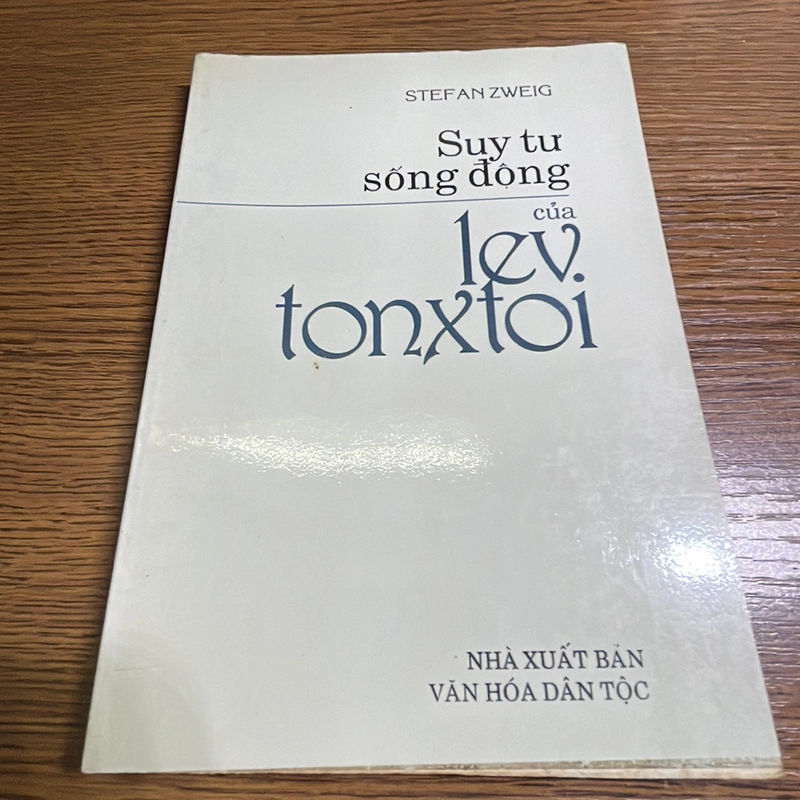 STEFAN ZWEIG
Suy tư
sống động
của
lev.
tonxtoi
NHÀ XUẤT BẢN
VĂN HÓA DÂN TỘC